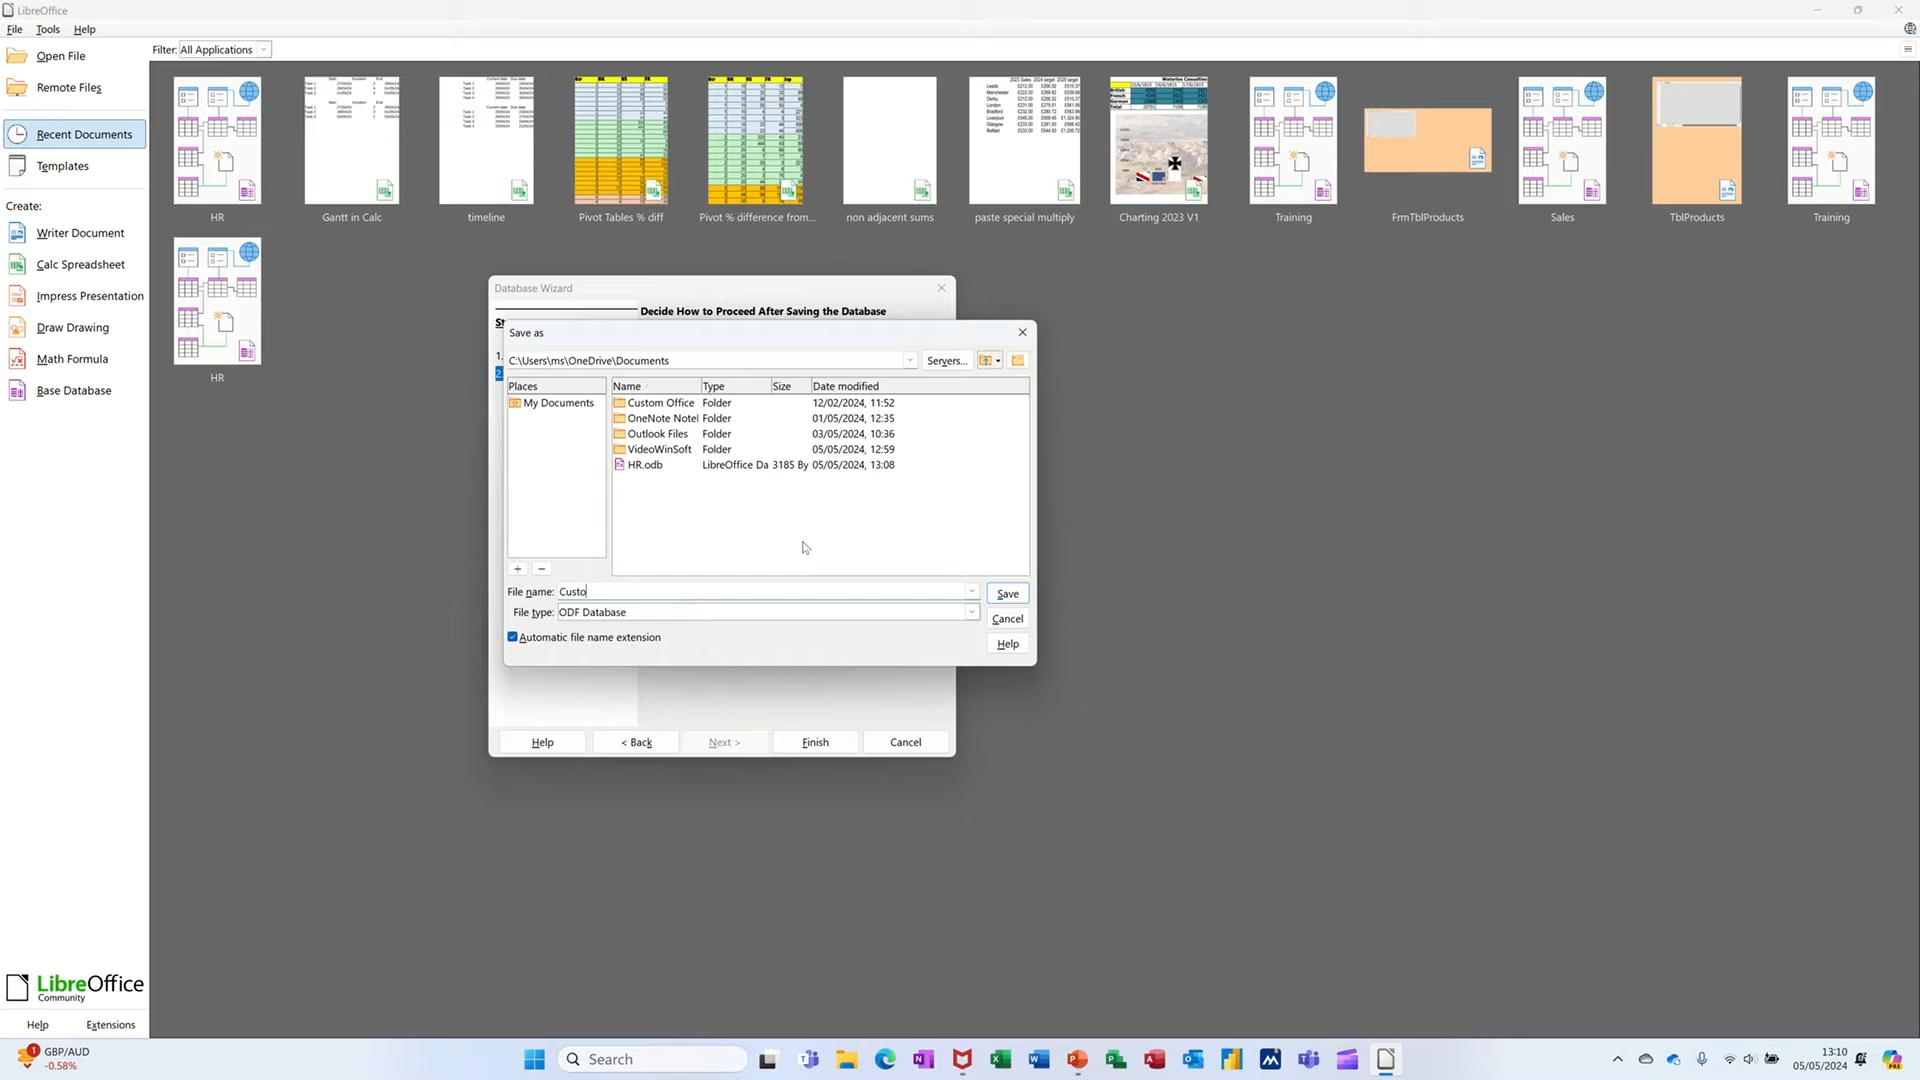 LibreOffice
File Tools Help
Open File
Filter: All Applications
Remote Files
Recent Documents
Templates
Create:
Writer Document
Calc Spreadsheet
Impress Presentation
Draw Drawing
Math Formula
Base Database
HR
Gantt in Calc
timeline
Pivot Tables % diff
Pivot % difference from...
non adjacent sums
paste special multiply
Charting 2023 V1
Training
FrmTblProducts
Sales
TblProducts
Training
HR
Database Wizard
Decide How to Proceed After Saving the Database
St
1.
2.
Save as
C:\Users\ms\OneDrive\Documents
Servers...
Places
Name Type Size Date modified
My Documents
Custom Office Folder 12/02/2024, 11:52
OneNote Notel Folder 01/05/2024, 12:35
Outlook Files Folder 03/05/2024, 10:36
VideoWinSoft Folder 05/05/2024, 12:59
HR.odb LibreOffice Da 3185 By 05/05/2024, 13:08
File name: Custo
Save
File type: ODF Database
Cancel
Automatic file name extension
Help
Help < Back Next > Finish Cancel
LibreOffice
Community
Help Extensions
1
GBP/AUD
-0.58%
Search
13:10
05/05/2024